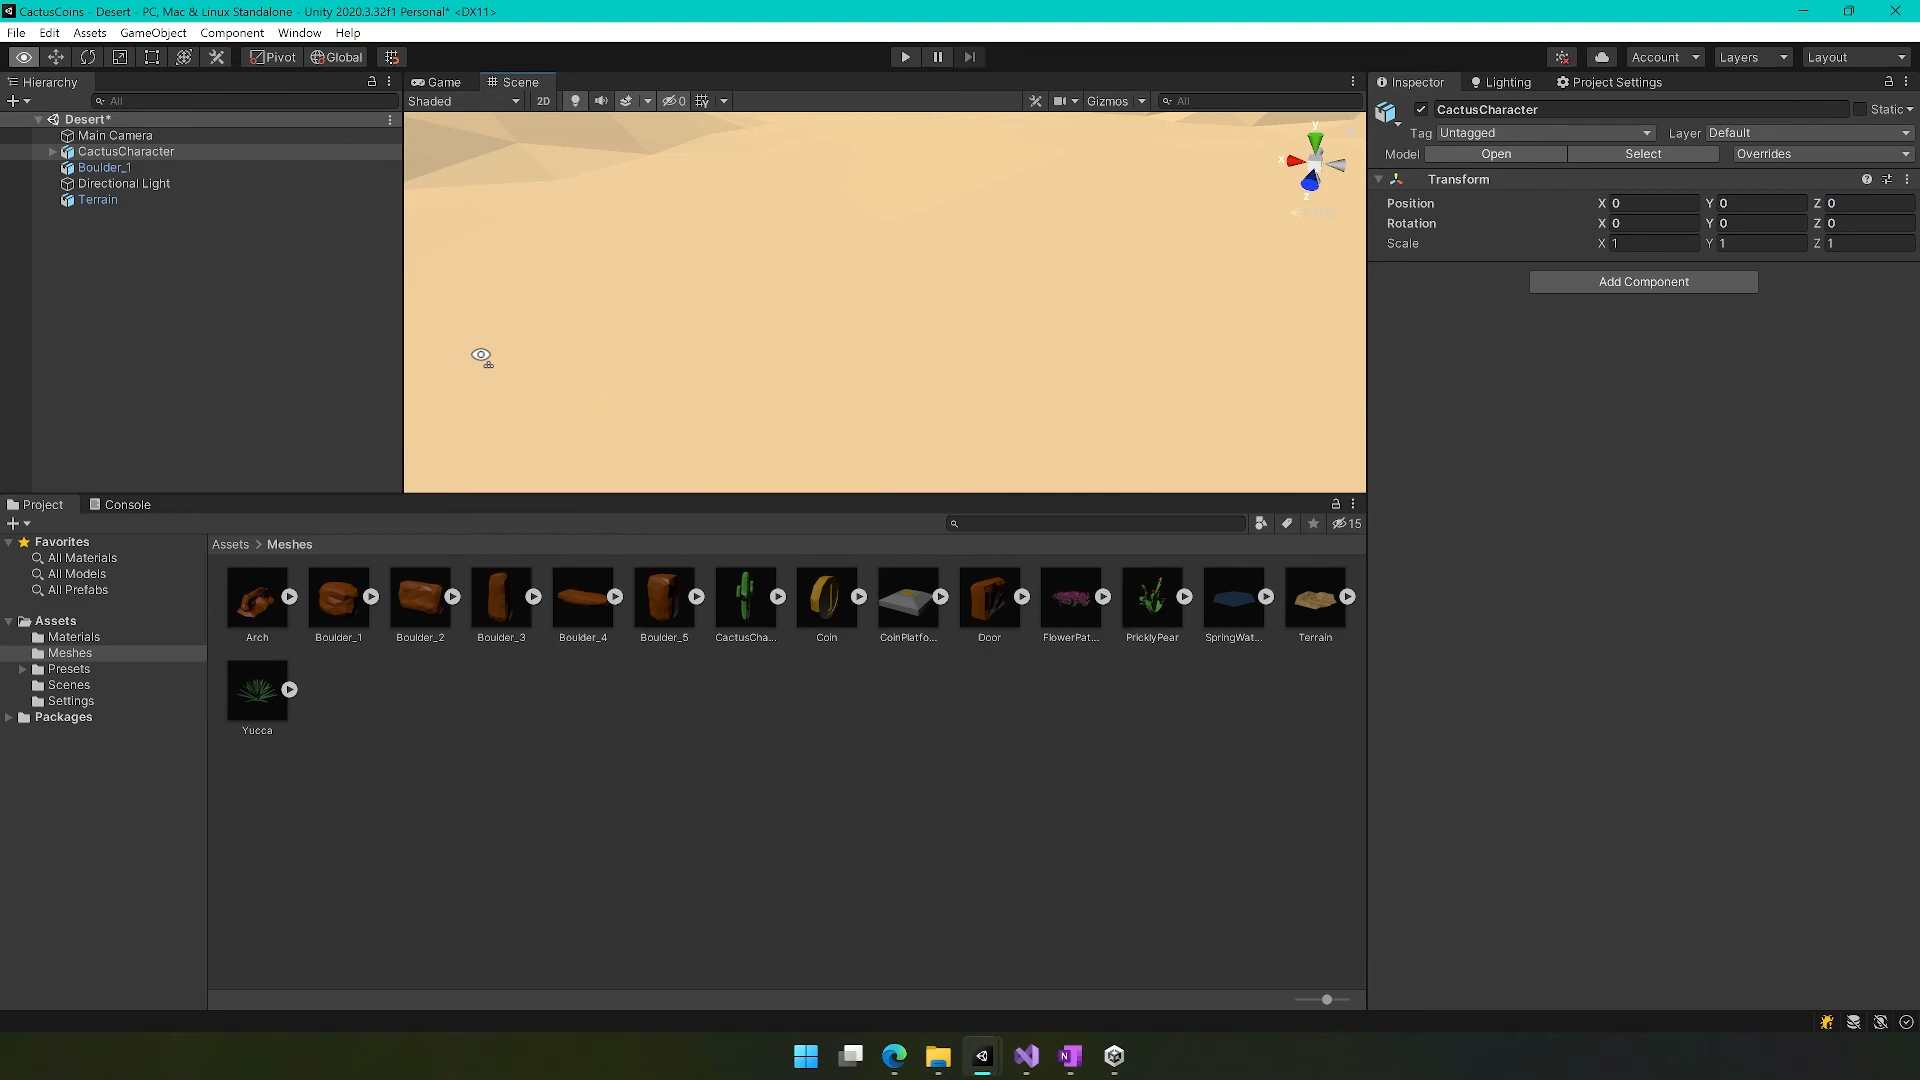 CactusCoins - Desert - PC, Mac & Linux Standalone - Unity 2020.3.32f1 Personal* <DX11>
File Edit Assets GameObject Component Window Help
Pivot Global Account Layers Layout
Hierarchy
All
Desert*
Main Camera
CactusCharacter
Boulder_1
Directional Light
Terrain
Game Scene
Shaded 2D 0 Gizmos All
y
x
z
Inspector Lighting Project Settings
CactusCharacter Static
Tag Untagged Layer Default
Model Open Select Overrides
Transform
Position X 0 Y 0 Z 0
Rotation X 0 Y 0 Z 0
Scale X 1 Y 1 Z 1
Add Component
Project Console
15
Favorites
All Materials
All Models
All Prefabs
Assets
Materials
Meshes
Presets
Scenes
Settings
Packages
Assets > Meshes
Arch Boulder_1 Boulder_2 Boulder_3 Boulder_4 Boulder_5 CactusCha... Coin CoinPlatfo... Door FlowerPat... PricklyPear SpringWat... Terrain
Yucca